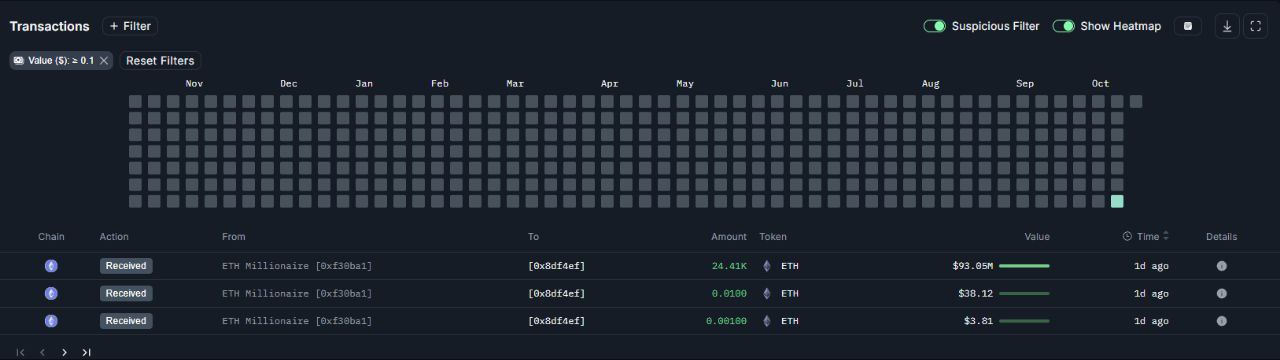 Transactions + Filter Suspicious Filter Show Heatmap
Value ($): ≥ 0.1 Reset Filters
Nov Dec Jan Feb Mar Apr May Jun Jul Aug Sep Oct
Chain Action From To Amount Token Value Time Details
Received ETH Millionaire [0xf30ba1] [0x8df4ef] 24.41K ETH $93.05M 1d ago
Received ETH Millionaire [0xf30ba1] [0x8df4ef] 0.0100 ETH $38.12 1d ago
Received ETH Millionaire [0xf30ba1] [0x8df4ef] 0.00100 ETH $3.81 1d ago